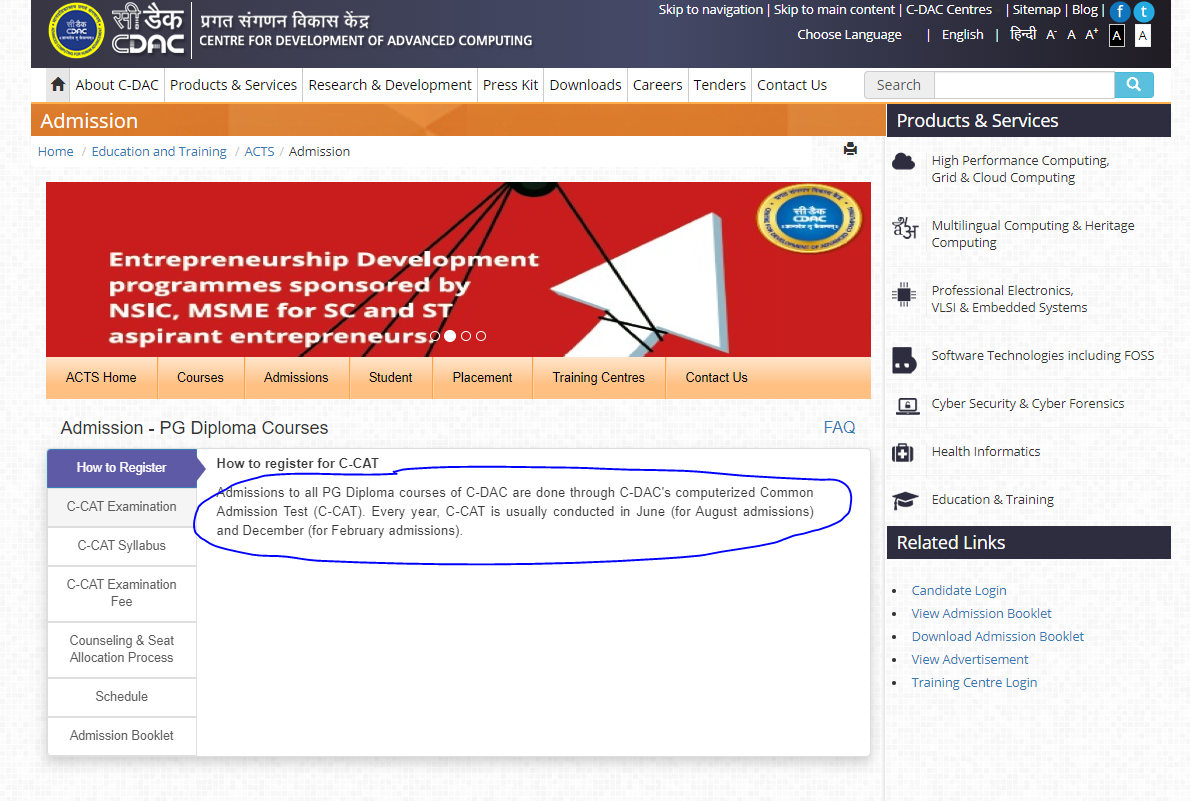 Skip to navigation | Skip to main content | C-DAC Centres | Sitemap | Blog |
सी डैक
CDAC
प्रगत संगणन विकास केंद्र
CENTRE FOR DEVELOPMENT OF ADVANCED COMPUTING
Choose Language | English | हिन्दी A- A A+ A A
About C-DAC Products & Services Research & Development Press Kit Downloads Careers Tenders Contact Us Search
Admission
Home / Education and Training / ACTS / Admission
Entrepreneurship Development
programmes sponsored by
NSIC, MSME for SC and ST
aspirant entrepreneurs.
सी डैक
CDAC
ACTS Home Courses Admissions Student Placement Training Centres Contact Us
Admission - PG Diploma Courses FAQ
How to Register
C-CAT Examination
C-CAT Syllabus
C-CAT Examination
Fee
Counseling & Seat
Allocation Process
Schedule
Admission Booklet
How to register for C-CAT
Admissions to all PG Diploma courses of C-DAC are done through C-DAC's computerized Common
Admission Test (C-CAT). Every year, C-CAT is usually conducted in June (for August admissions)
and December (for February admissions).
Products & Services
High Performance Computing,
Grid & Cloud Computing
Multilingual Computing & Heritage
Computing
Professional Electronics,
VLSI & Embedded Systems
Software Technologies including FOSS
Cyber Security & Cyber Forensics
Health Informatics
Education & Training
Related Links
Candidate Login
View Admission Booklet
Download Admission Booklet
View Advertisement
Training Centre Login